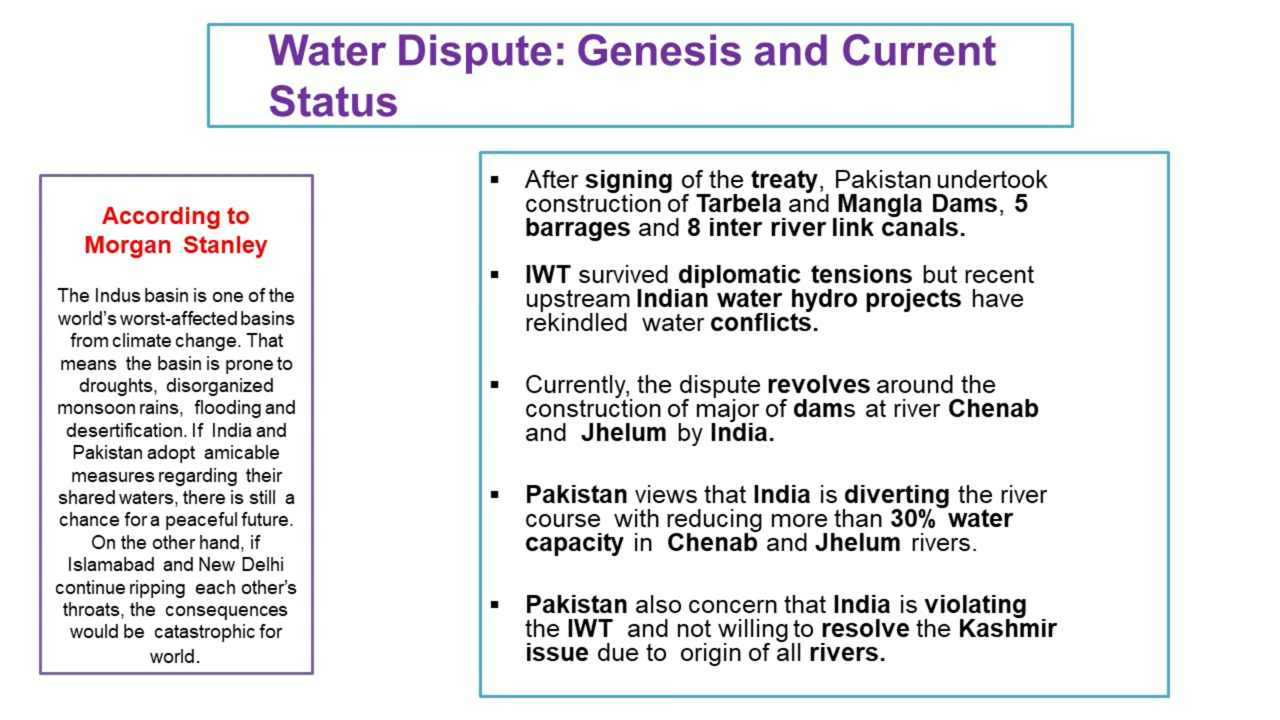 Water Dispute: Genesis and Current
Status
According to
Morgan Stanley
The Indus basin is one of the
world’s worst-affected basins
from climate change. That
means the basin is prone to
droughts, disorganized
monsoon rains, flooding and
desertification. If India and
Pakistan adopt amicable
measures regarding their
shared waters, there is still a
chance for a peaceful future.
On the other hand, if
Islamabad and New Delhi
continue ripping each other’s
throats, the consequences
would be catastrophic for
world.
▪ After signing of the treaty, Pakistan undertook
construction of Tarbela and Mangla Dams, 5
barrages and 8 inter river link canals.
▪ IWT survived diplomatic tensions but recent
upstream Indian water hydro projects have
rekindled water conflicts.
▪ Currently, the dispute revolves around the
construction of major of dams at river Chenab
and Jhelum by India.
▪ Pakistan views that India is diverting the river
course with reducing more than 30% water
capacity in Chenab and Jhelum rivers.
▪ Pakistan also concern that India is violating
the IWT and not willing to resolve the Kashmir
issue due to origin of all rivers.